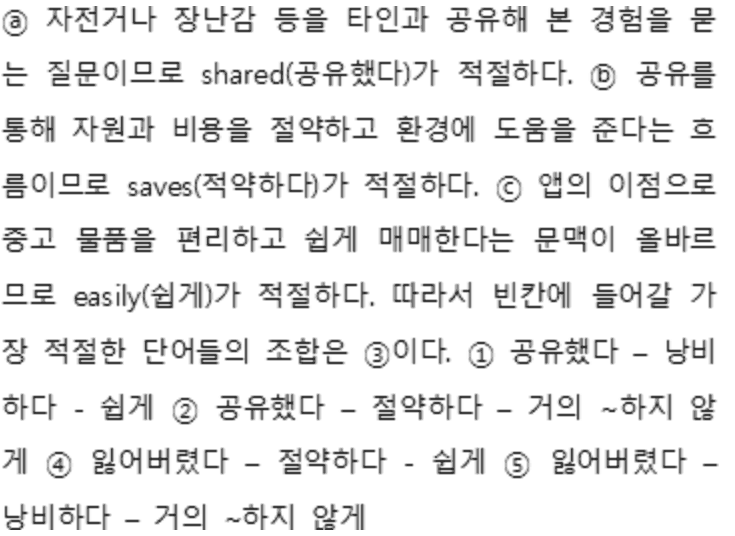 ⓐ 자전거나 장난감 등을 타인과 공유해 본 경험을 묻
는 질문이므로 shared(공유했다)가 적절하다. ⓑ 공유를
통해 자원과 비용을 절약하고 환경에 도움을 준다는 흐
름이므로 saves(적약하다)가 적절하다. ⓒ 앱의 이점으로
중고 물품을 편리하고 쉽게 매매한다는 문맥이 올바르
므로 easily(쉽게)가 적절하다. 따라서 빈칸에 들어갈 가
장 적절한 단어들의 조합은 ③이다. ① 공유했다 – 낭비
하다 - 쉽게 ② 공유했다 – 절약하다 – 거의 ~하지 않
게 ④ 잃어버렸다 – 절약하다 - 쉽게 ⑤ 잃어버렸다 –
낭비하다 – 거의 ~하지 않게